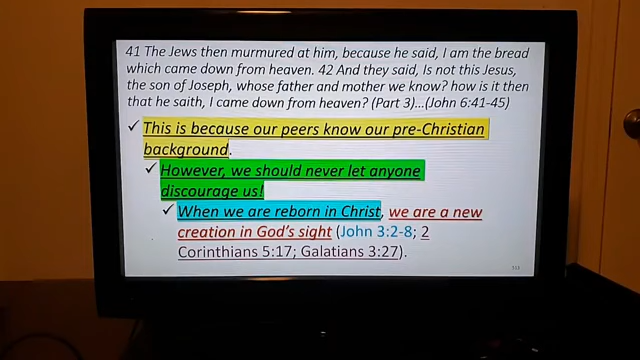 41 The Jews then murmured at him, because he said, I am the bread
which came down from heaven. 42 And they said, Is not this Jesus,
the son of Joseph, whose father and mother we know? how is it then
that he saith, I came down from heaven? (Part 3)…(John 6:41-45)
✓ This is because our peers know our pre-Christian
background.
✓ However, we should never let anyone
discourage us!
✓ When we are reborn in Christ, we are a new
creation in God's sight (John 3:2-8; 2
Corinthians 5:17; Galatians 3:27).